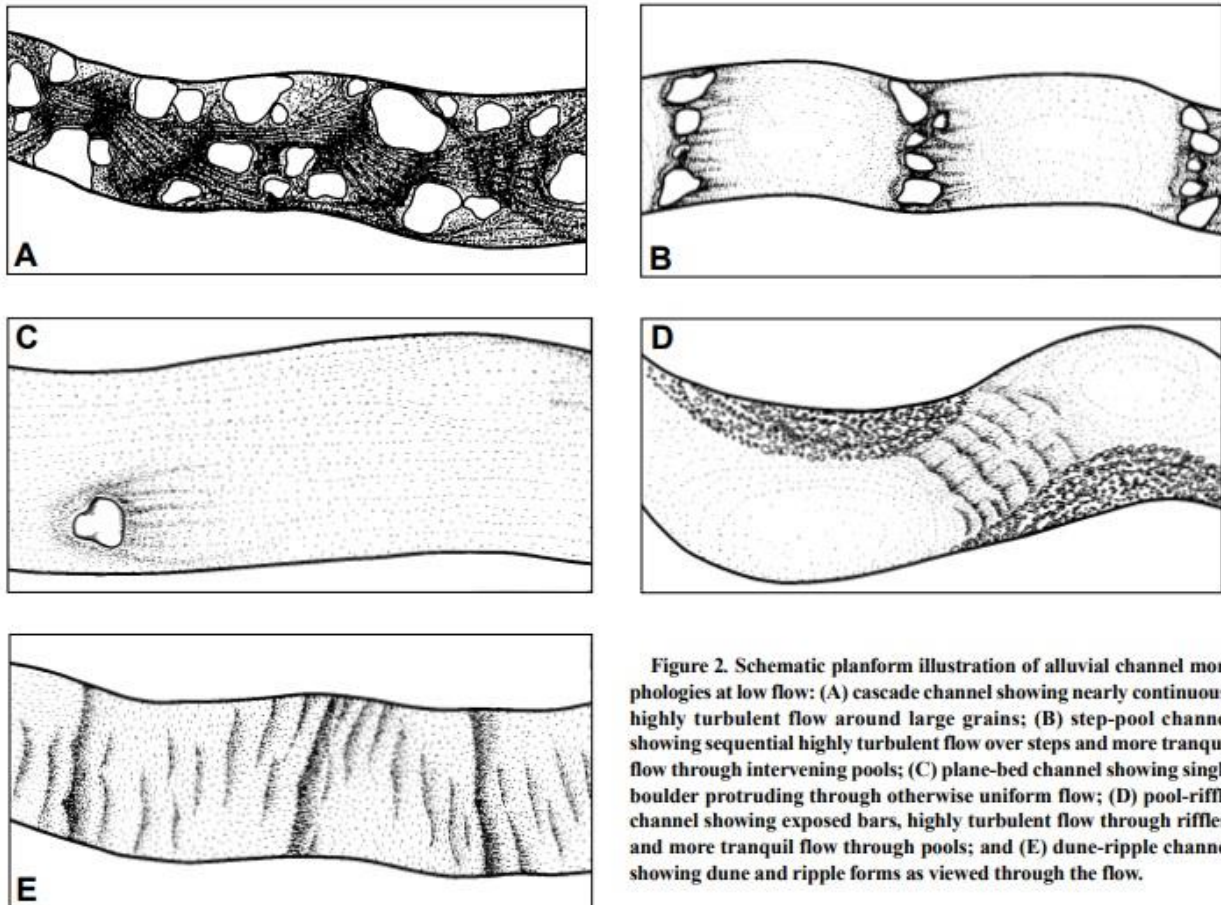 A
B
C
D
E
Figure 2. Schematic planform illustration of alluvial channel mor
phologies at low flow: (A) cascade channel showing nearly continuou
highly turbulent flow around large grains; (B) step-pool channe
showing sequential highly turbulent flow over steps and more tranqui
flow through intervening pools; (C) plane-bed channel showing singl
boulder protruding through otherwise uniform flow; (D) pool-riffl
channel showing exposed bars, highly turbulent flow through riffle
and more tranquil flow through pools; and (E) dune-ripple channe
showing dune and ripple forms as viewed through the flow.